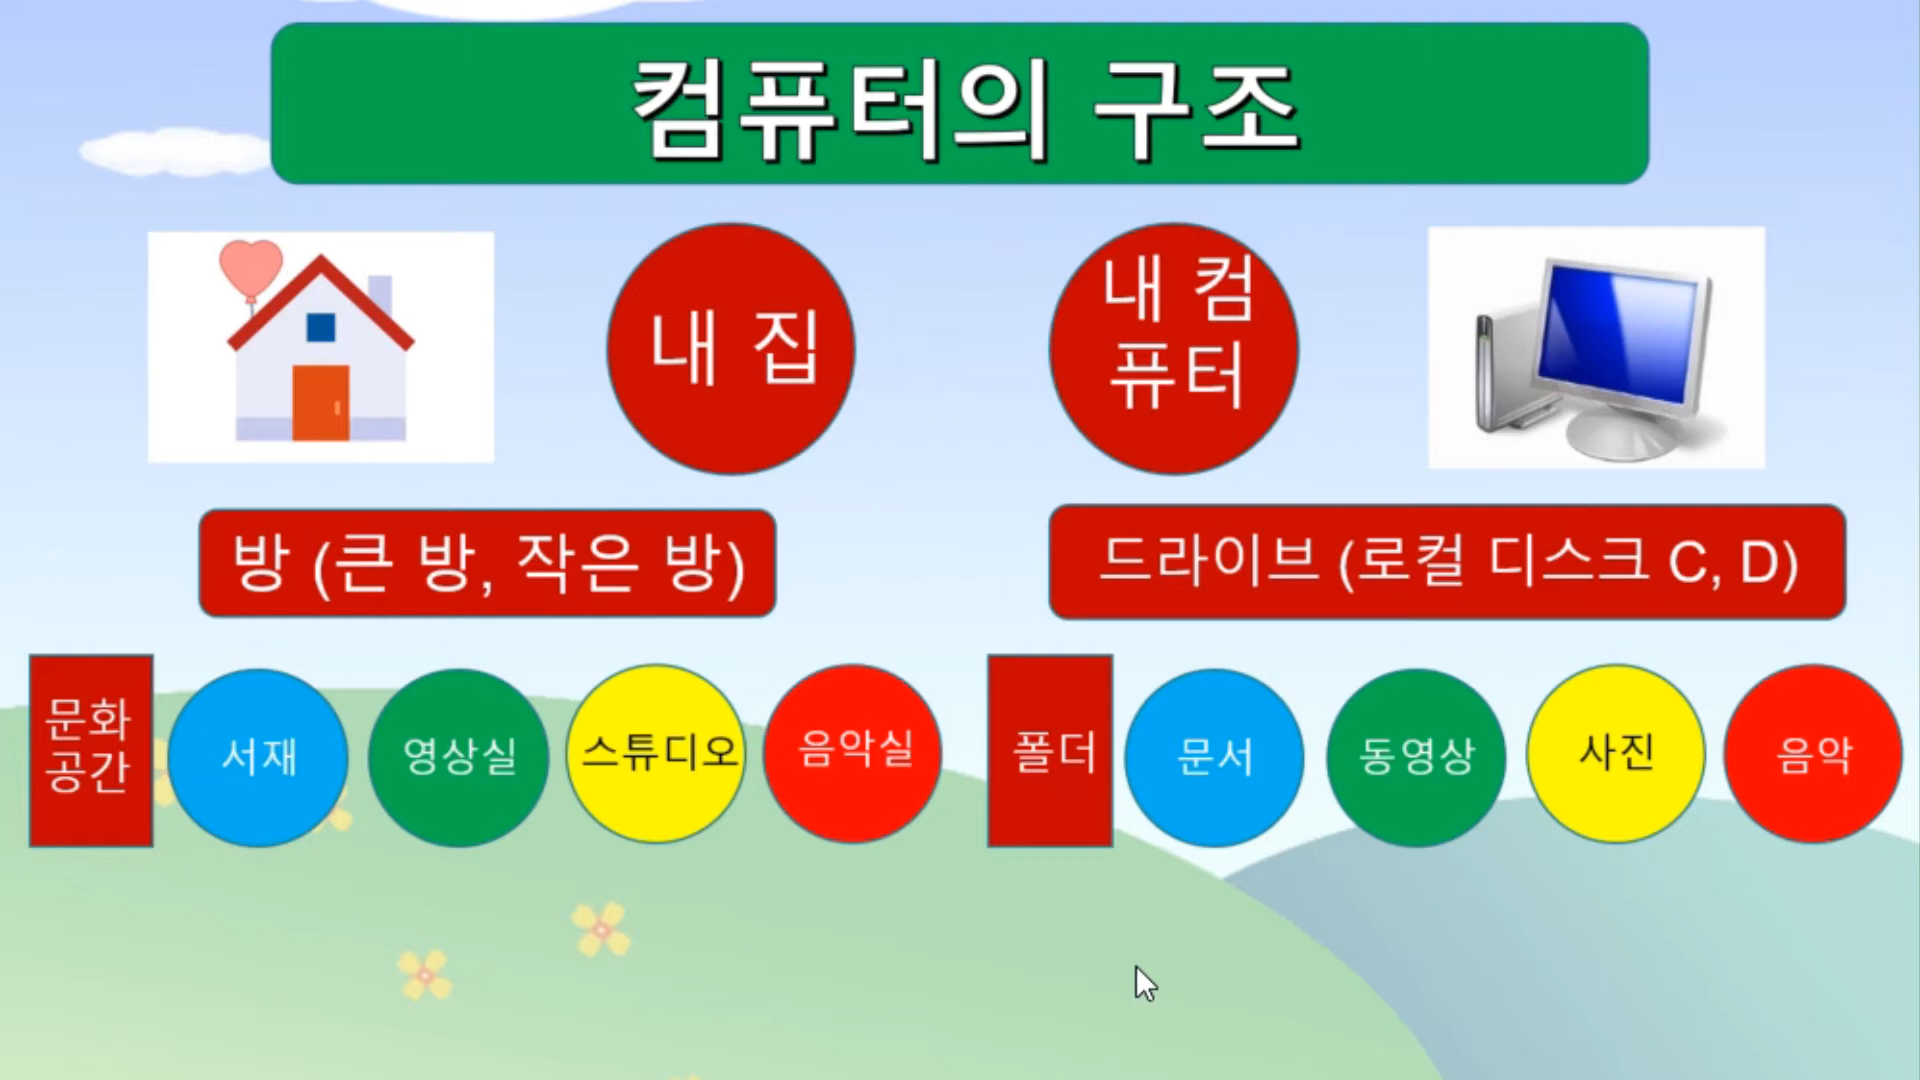 컴퓨터의 구조
내 집
내 컴
퓨터
방 (큰 방, 작은 방)
드라이브 (로컬 디스크 C, D)
문화
공간
서재
영상실
스튜디오
음악실
폴더
문서
동영상
사진
음악